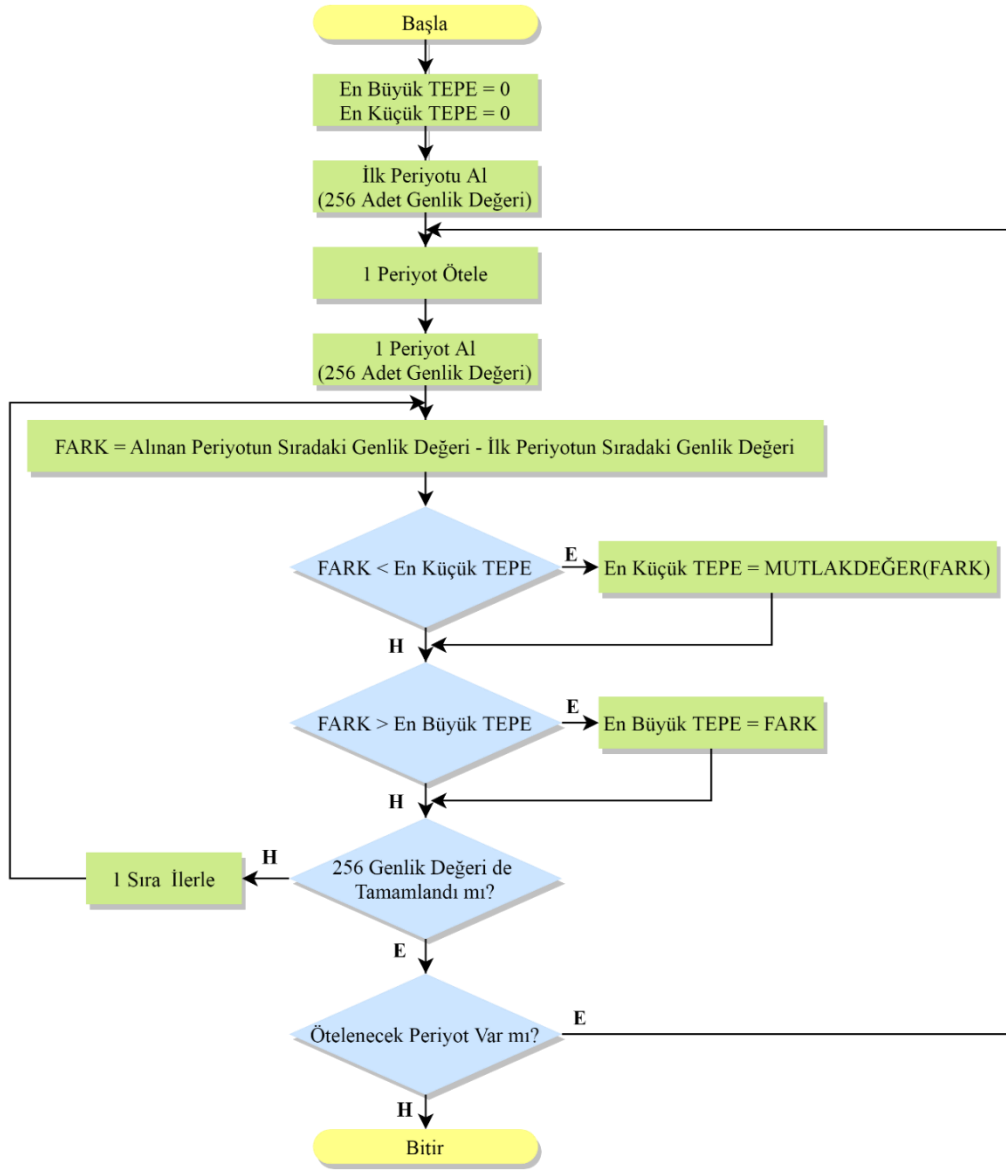 Başla
En Büyük TEPE = 0
En Küçük TEPE = 0
İlk Periyotu Al
(256 Adet Genlik Değeri)
1 Periyot Ötele
1 Periyot Al
(256 Adet Genlik Değeri)
FARK = Alınan Periyotun Sıradaki Genlik Değeri - İlk Periyotun Sıradaki Genlik Değeri
FARK < En Küçük TEPE
E
En Küçük TEPE = MUTLAKDEĞER(FARK)
H
FARK > En Büyük TEPE
E
En Büyük TEPE = FARK
H
256 Genlik Değeri de
Tamamlandı mı?
H
1 Sıra İlerle
E
Ötelenecek Periyot Var mı?
E
H
Bitir